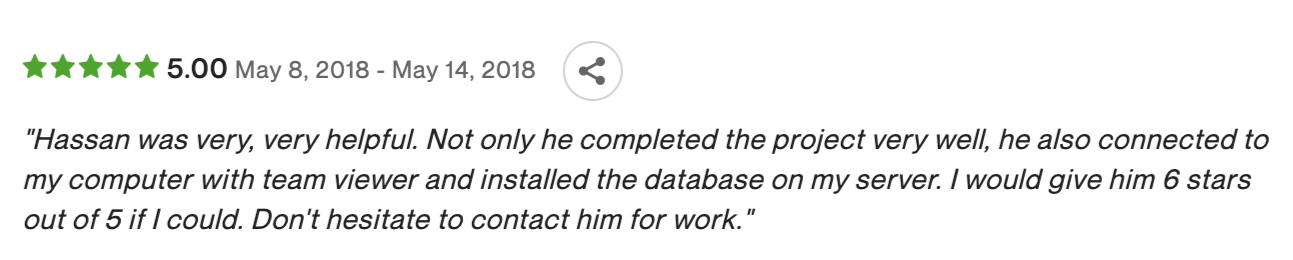 5.00 May 8, 2018 - May 14, 2018
"Hassan was very, very helpful. Not only he completed the project very well, he also connected to
my computer with team viewer and installed the database on my server. I would give him 6 stars
out of 5 if I could. Don't hesitate to contact him for work."